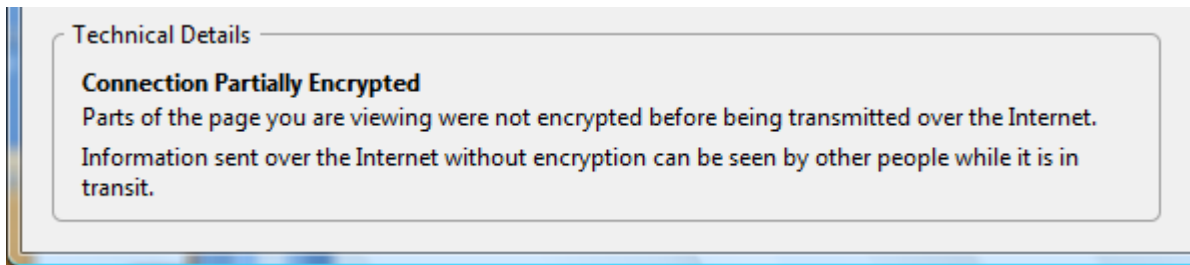 Technical Details
Connection Partially Encrypted
Parts of the page you are viewing were not encrypted before being transmitted over the Internet.
Information sent over the Internet without encryption can be seen by other people while it is in
transit.